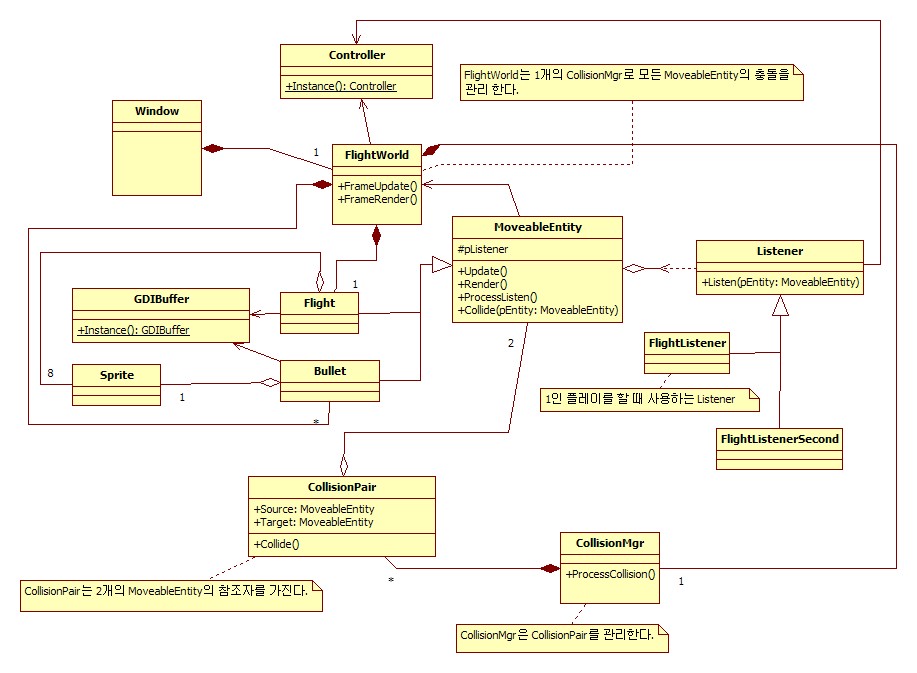 Controller
+Instance(): Controller
FlightWorld는 1개의 CollisionMgr로 모든 MoveableEntity의 충돌을
관리 한다.
Window
1
FlightWorld
+FrameUpdate()
+FrameRender()
MoveableEntity
#pListener
+Update()
+Render()
+ProcessListen()
+Collide(pEntity: MoveableEntity)
Listener
+Listen(pEntity: MoveableEntity)
GDIBuffer
+Instance(): GDIBuffer
1
Flight
FlightListener
2
Sprite
8
1
Bullet
*
1인 플레이를 할 때 사용하는 Listener
FlightListenerSecond
CollisionPair
+Source: MoveableEntity
+Target: MoveableEntity
+Collide()
CollisionMgr
+ProcessCollision()
*
1
CollisionPair는 2개의 MoveableEntity의 참조자를 가진다.
CollisionMgr은 CollisionPair를 관리한다.